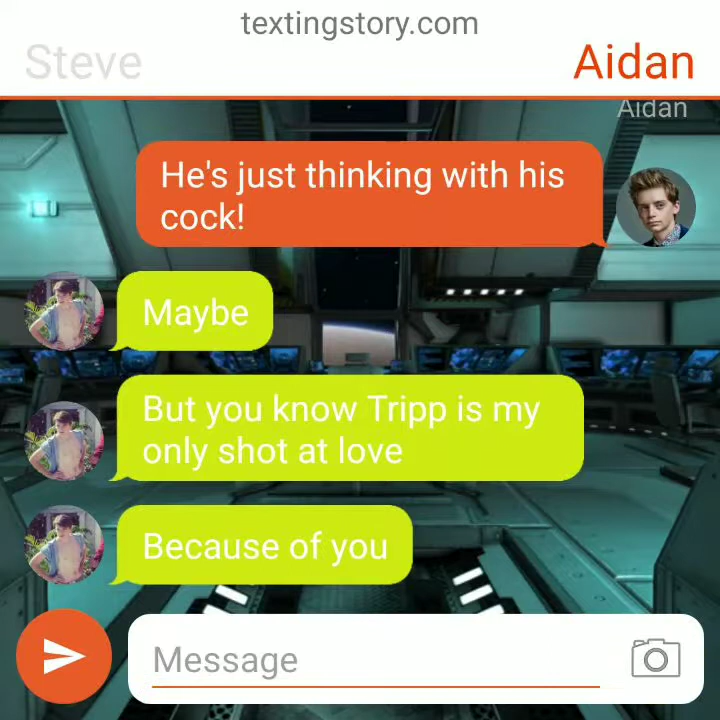 textingstory.com
Steve
Aidan
Aidan
He's just thinking with his
cock!
Maybe
But you know Tripp is my
only shot at love
Because of you
Message